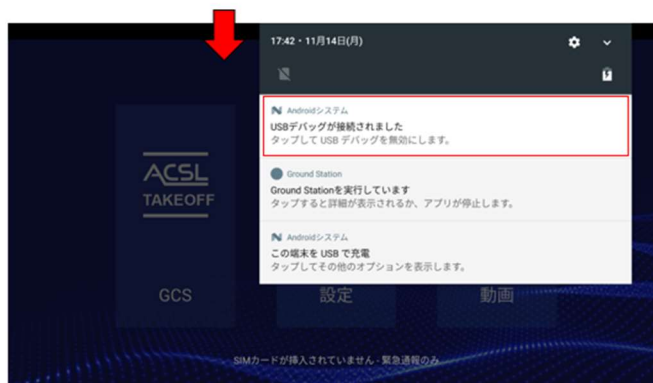 17:42・11月14日(月)
Androidシステム
USBデバッグが接続されました
タップして USB デバッグを無効にします。
Ground Station
Ground Stationを実行しています
タップすると詳細が表示されるか、アプリが停止します。
Androidシステム
この端末を USB で充電
タップしてその他のオプションを表示します。
ACSL
TAKEOFF
GCS
設定
動画
SIMカードが挿入されていません - 緊急通報のみ